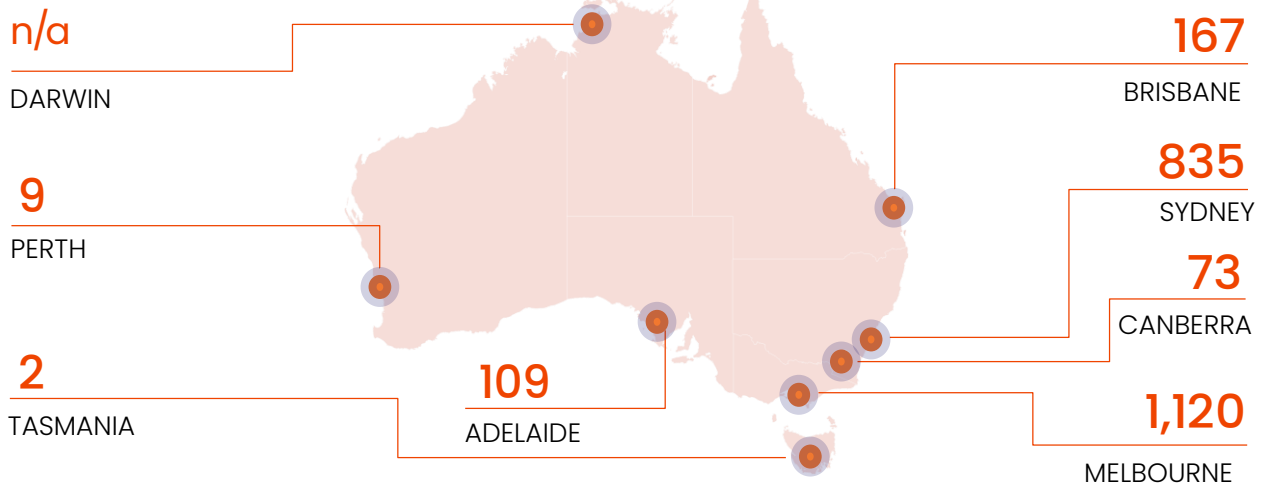 n/a
DARWIN
9
PERTH
2
TASMANIA
109
ADELAIDE
167
BRISBANE
835
SYDNEY
73
CANBERRA
1,120
MELBOURNE